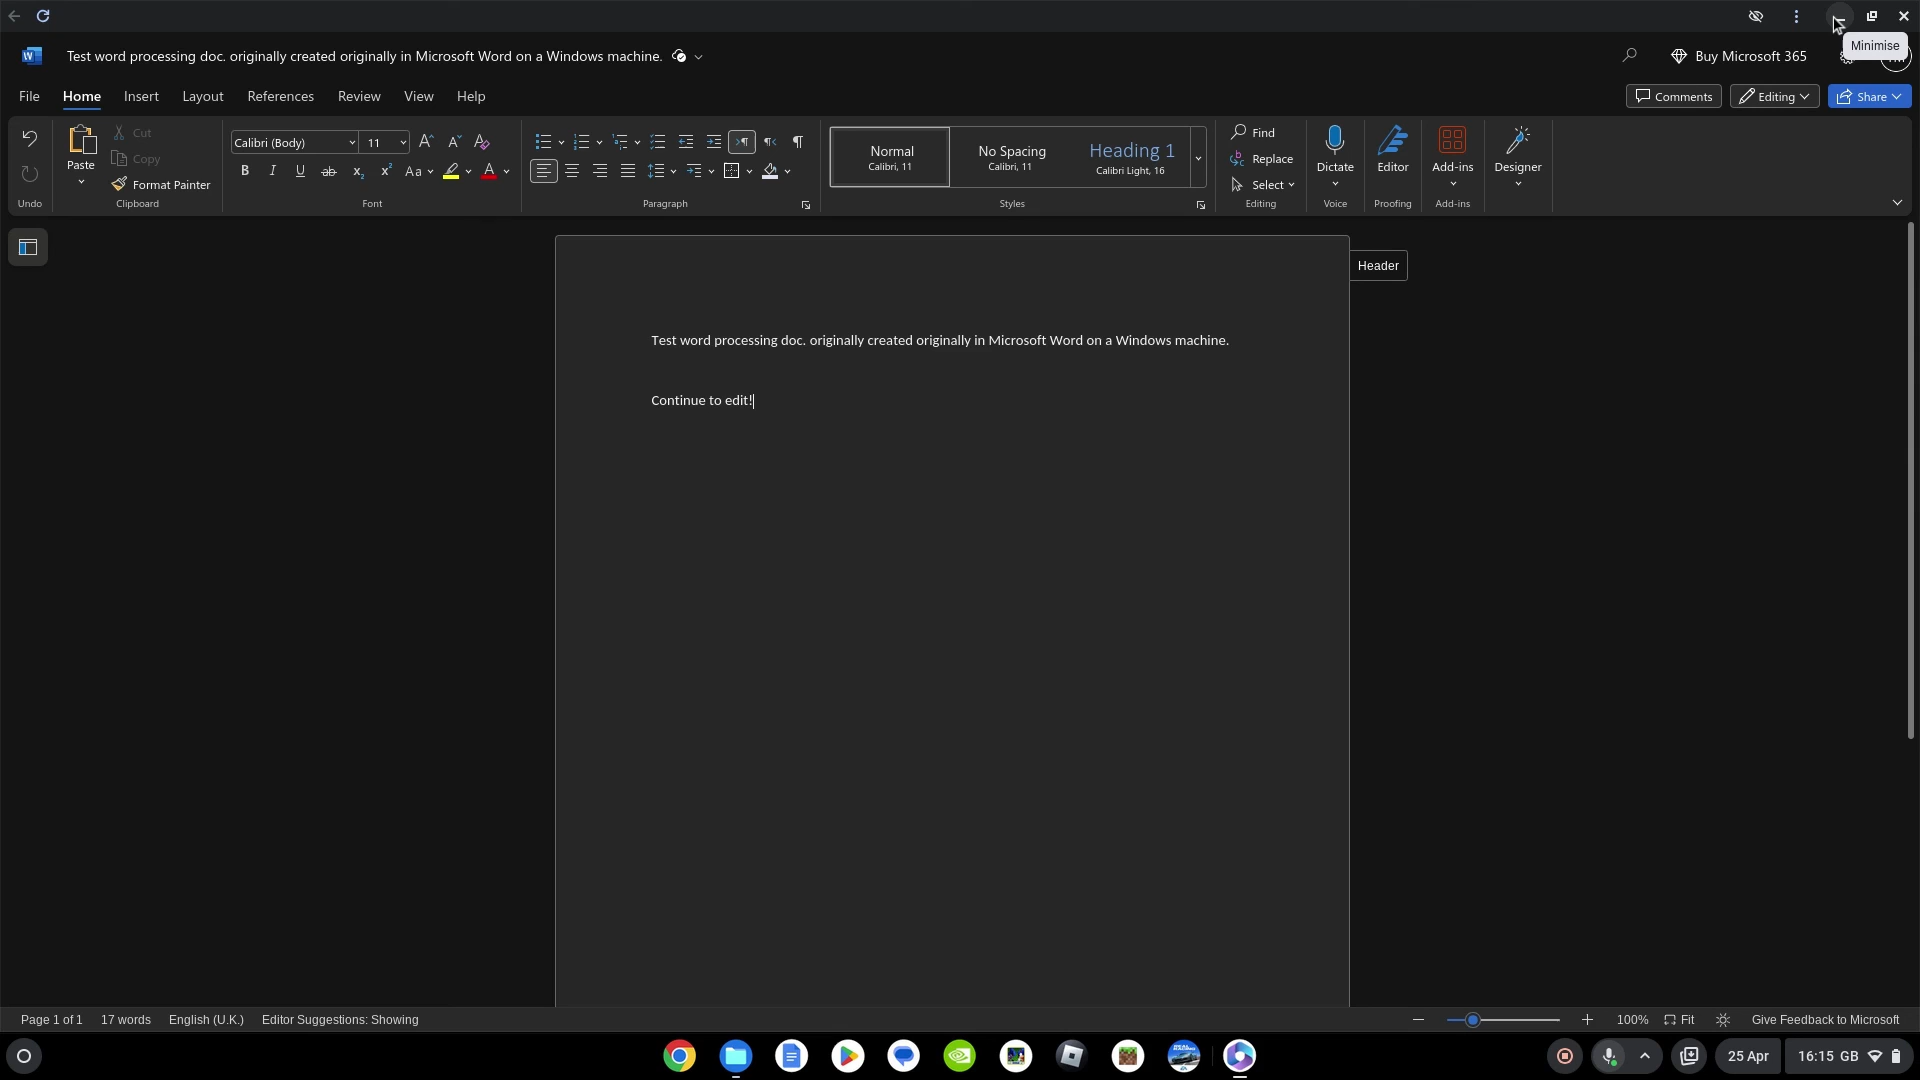 Test word processing doc. originally created originally in Microsoft Word on a Windows machine.
Buy Microsoft 365
Minimise
File Home Insert Layout References Review View Help
Comments Editing Share
Paste
Cut
Copy
Format Painter
Calibri (Body) 11
Normal
Calibri, 11
No Spacing
Calibri, 11
Heading 1
Calibri Light, 16
Find
Replace
Select
Dictate
Editor
Add-ins
Designer
Undo Clipboard Font Paragraph Styles Editing Voice Proofing Add-ins
Header
Test word processing doc. originally created originally in Microsoft Word on a Windows machine.
Continue to edit!
Page 1 of 1 17 words English (U.K.) Editor Suggestions: Showing 100% Fit Give Feedback to Microsoft
25 Apr 16:15 GB